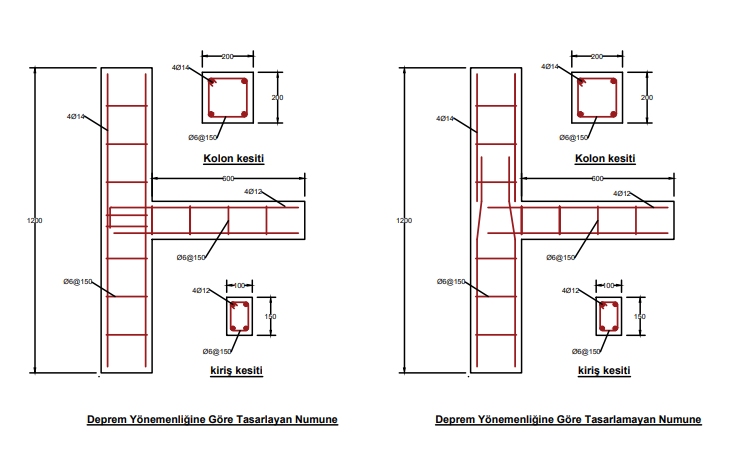 200
4Ø14
200
4Ø14
Ø6@150
Kolon kesiti
600
4Ø12
1200
Ø6@150
Ø6@150
100
4Ø12
150
Ø6@150
kiriş kesiti
Deprem Yönemenliğine Göre Tasarlayan Numune
200
4Ø14
200
4Ø14
Ø6@150
Kolon kesiti
600
4Ø12
1200
Ø6@150
Ø6@150
100
4Ø12
150
Ø6@150
kiriş kesiti
Deprem Yönemenliğine Göre Tasarlamayan Numune